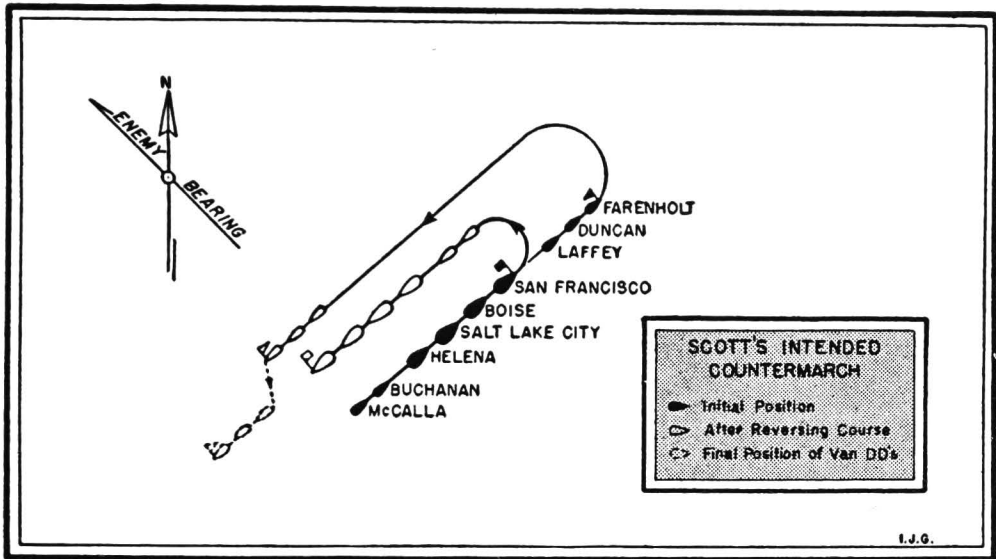 N
ENEMY
BEARING
FARENHOLT
DUNCAN
LAFFEY
SAN FRANCISCO
BOISE
SALT LAKE CITY
HELENA
BUCHANAN
McCALLA
SCOTT'S INTENDED
COUNTERMARCH
Initial Position
After Reversing Course
Final Position of Van DD's
I.J.G.